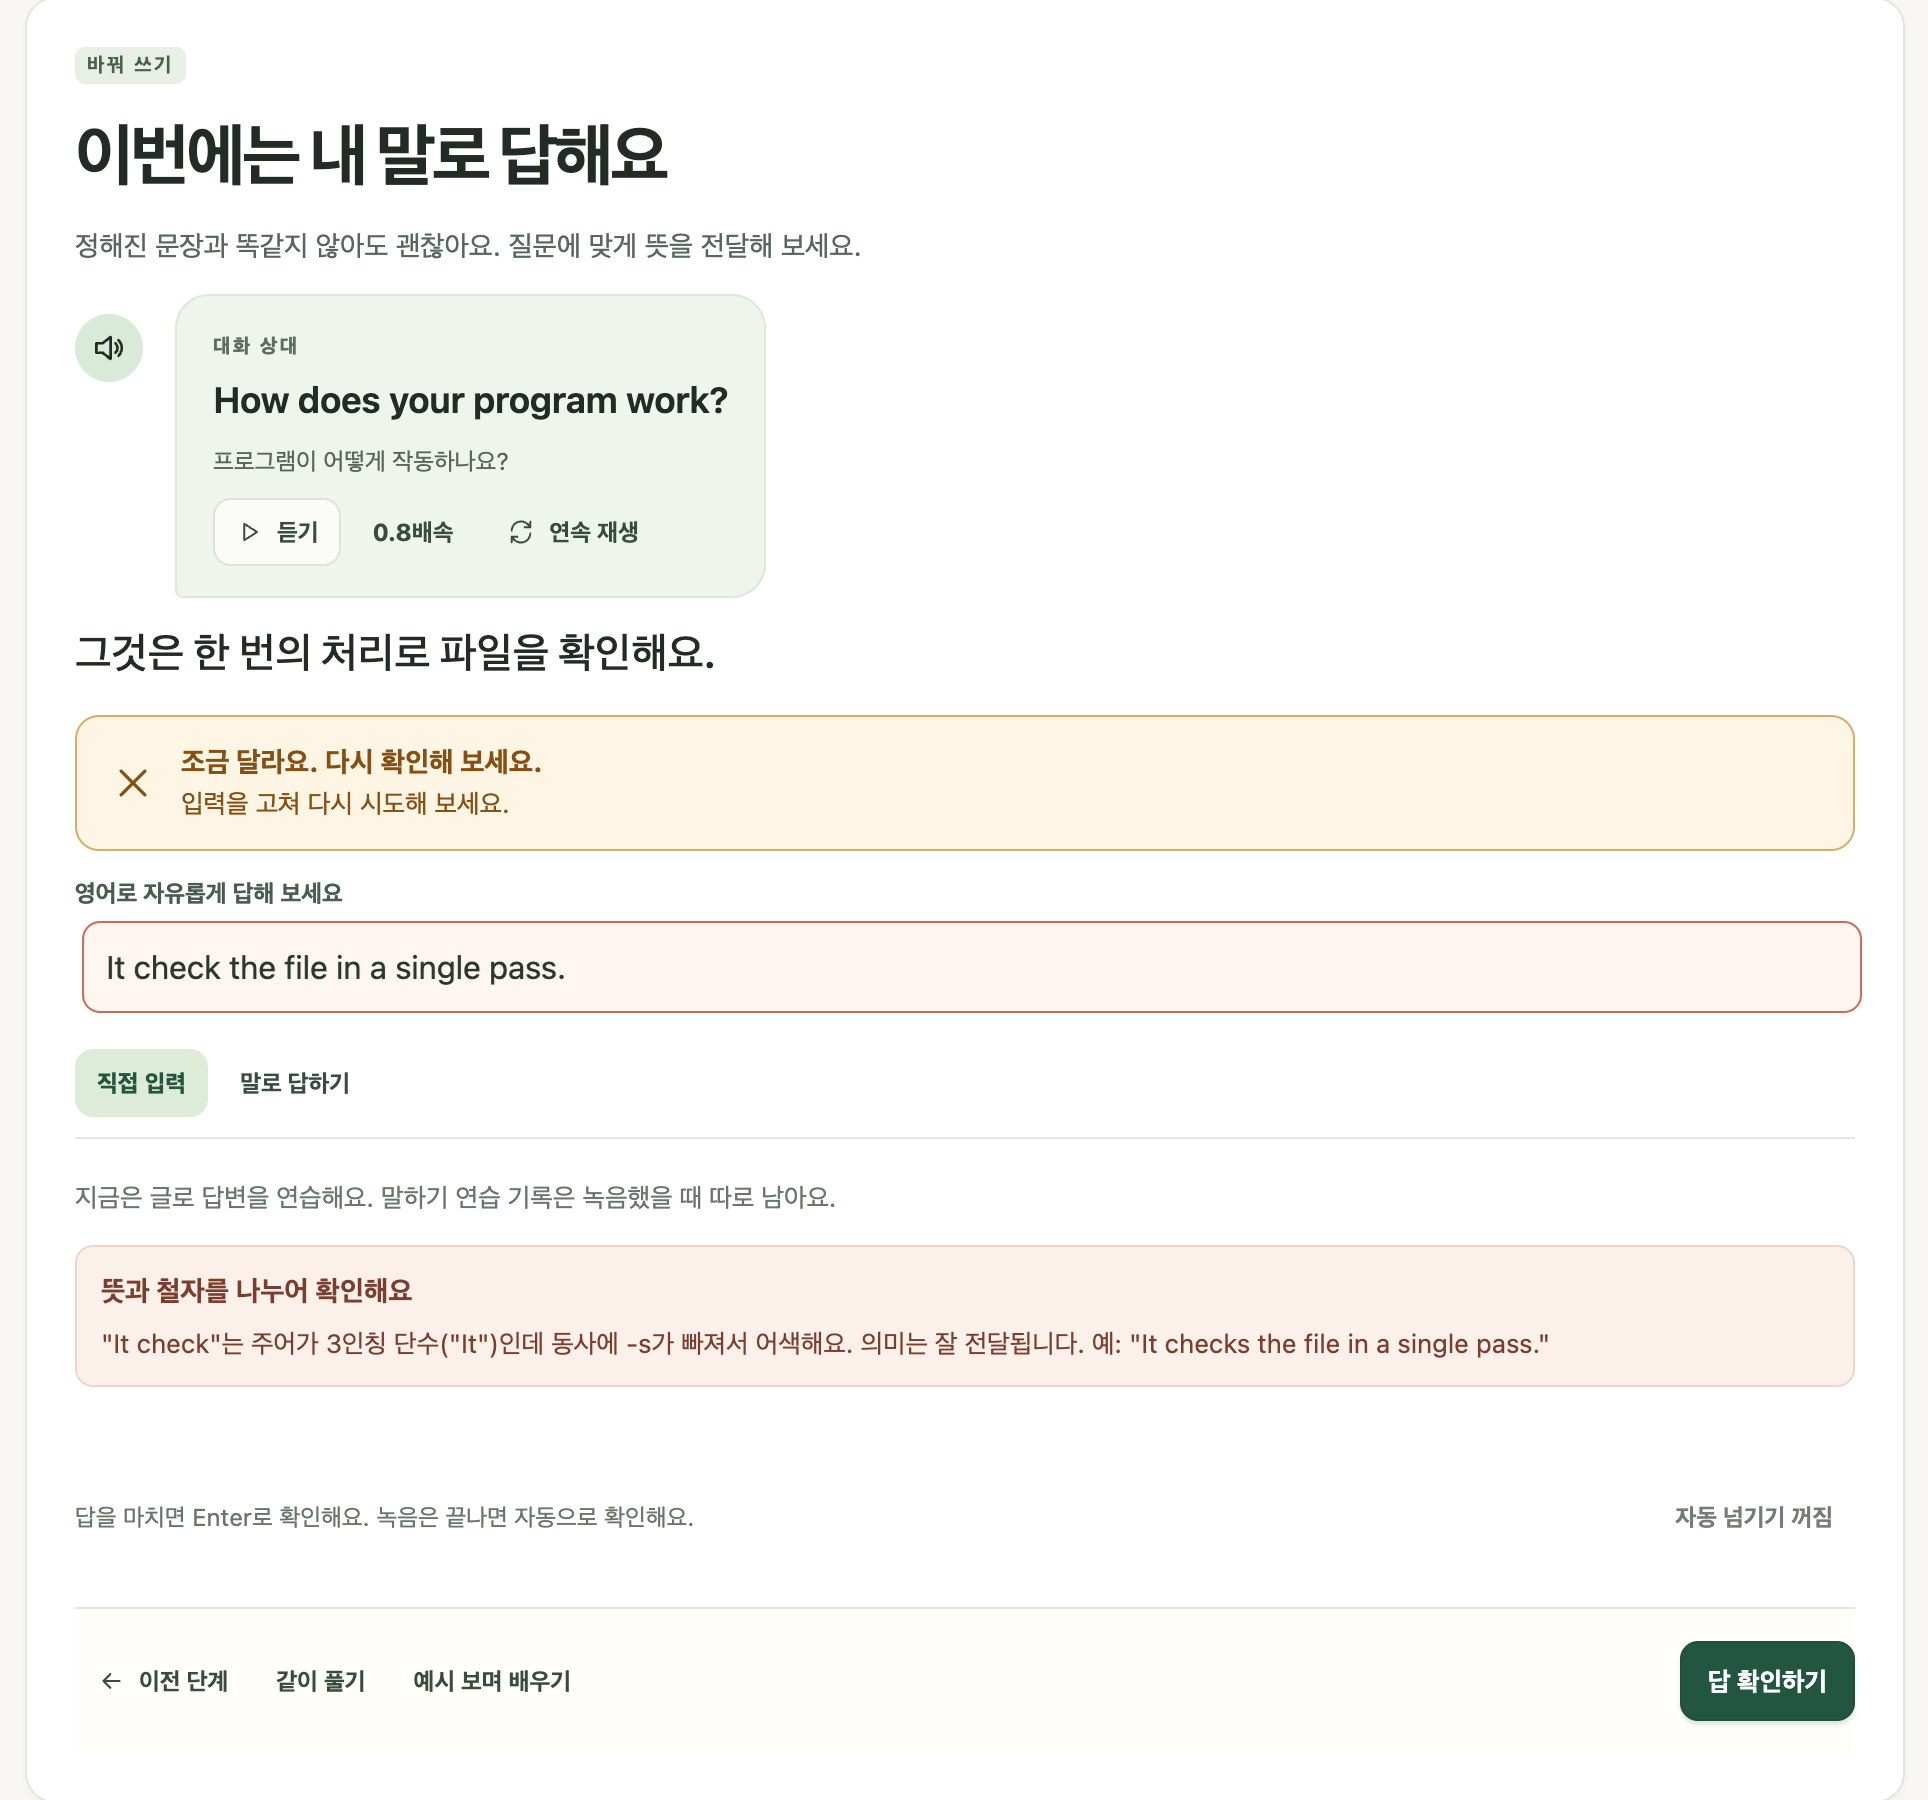 바꿔 쓰기
이번에는 내 말로 답해요
정해진 문장과 똑같지 않아도 괜찮아요. 질문에 맞게 뜻을 전달해 보세요.
대화 상대
How does your program work?
프로그램이 어떻게 작동하나요?
듣기 0.8배속 연속 재생
그것은 한 번의 처리로 파일을 확인해요.
조금 달라요. 다시 확인해 보세요.
입력을 고쳐 다시 시도해 보세요.
영어로 자유롭게 답해 보세요
It check the file in a single pass.
직접 입력 말로 답하기
지금은 글로 답변을 연습해요. 말하기 연습 기록은 녹음했을 때 따로 남아요.
뜻과 철자를 나누어 확인해요
"It check"는 주어가 3인칭 단수("It")인데 동사에 -s가 빠져서 어색해요. 의미는 잘 전달됩니다. 예: "It checks the file in a single pass."
답을 마치면 Enter로 확인해요. 녹음은 끝나면 자동으로 확인해요. 자동 넘기기 꺼짐
← 이전 단계 같이 풀기 예시 보며 배우기 답 확인하기